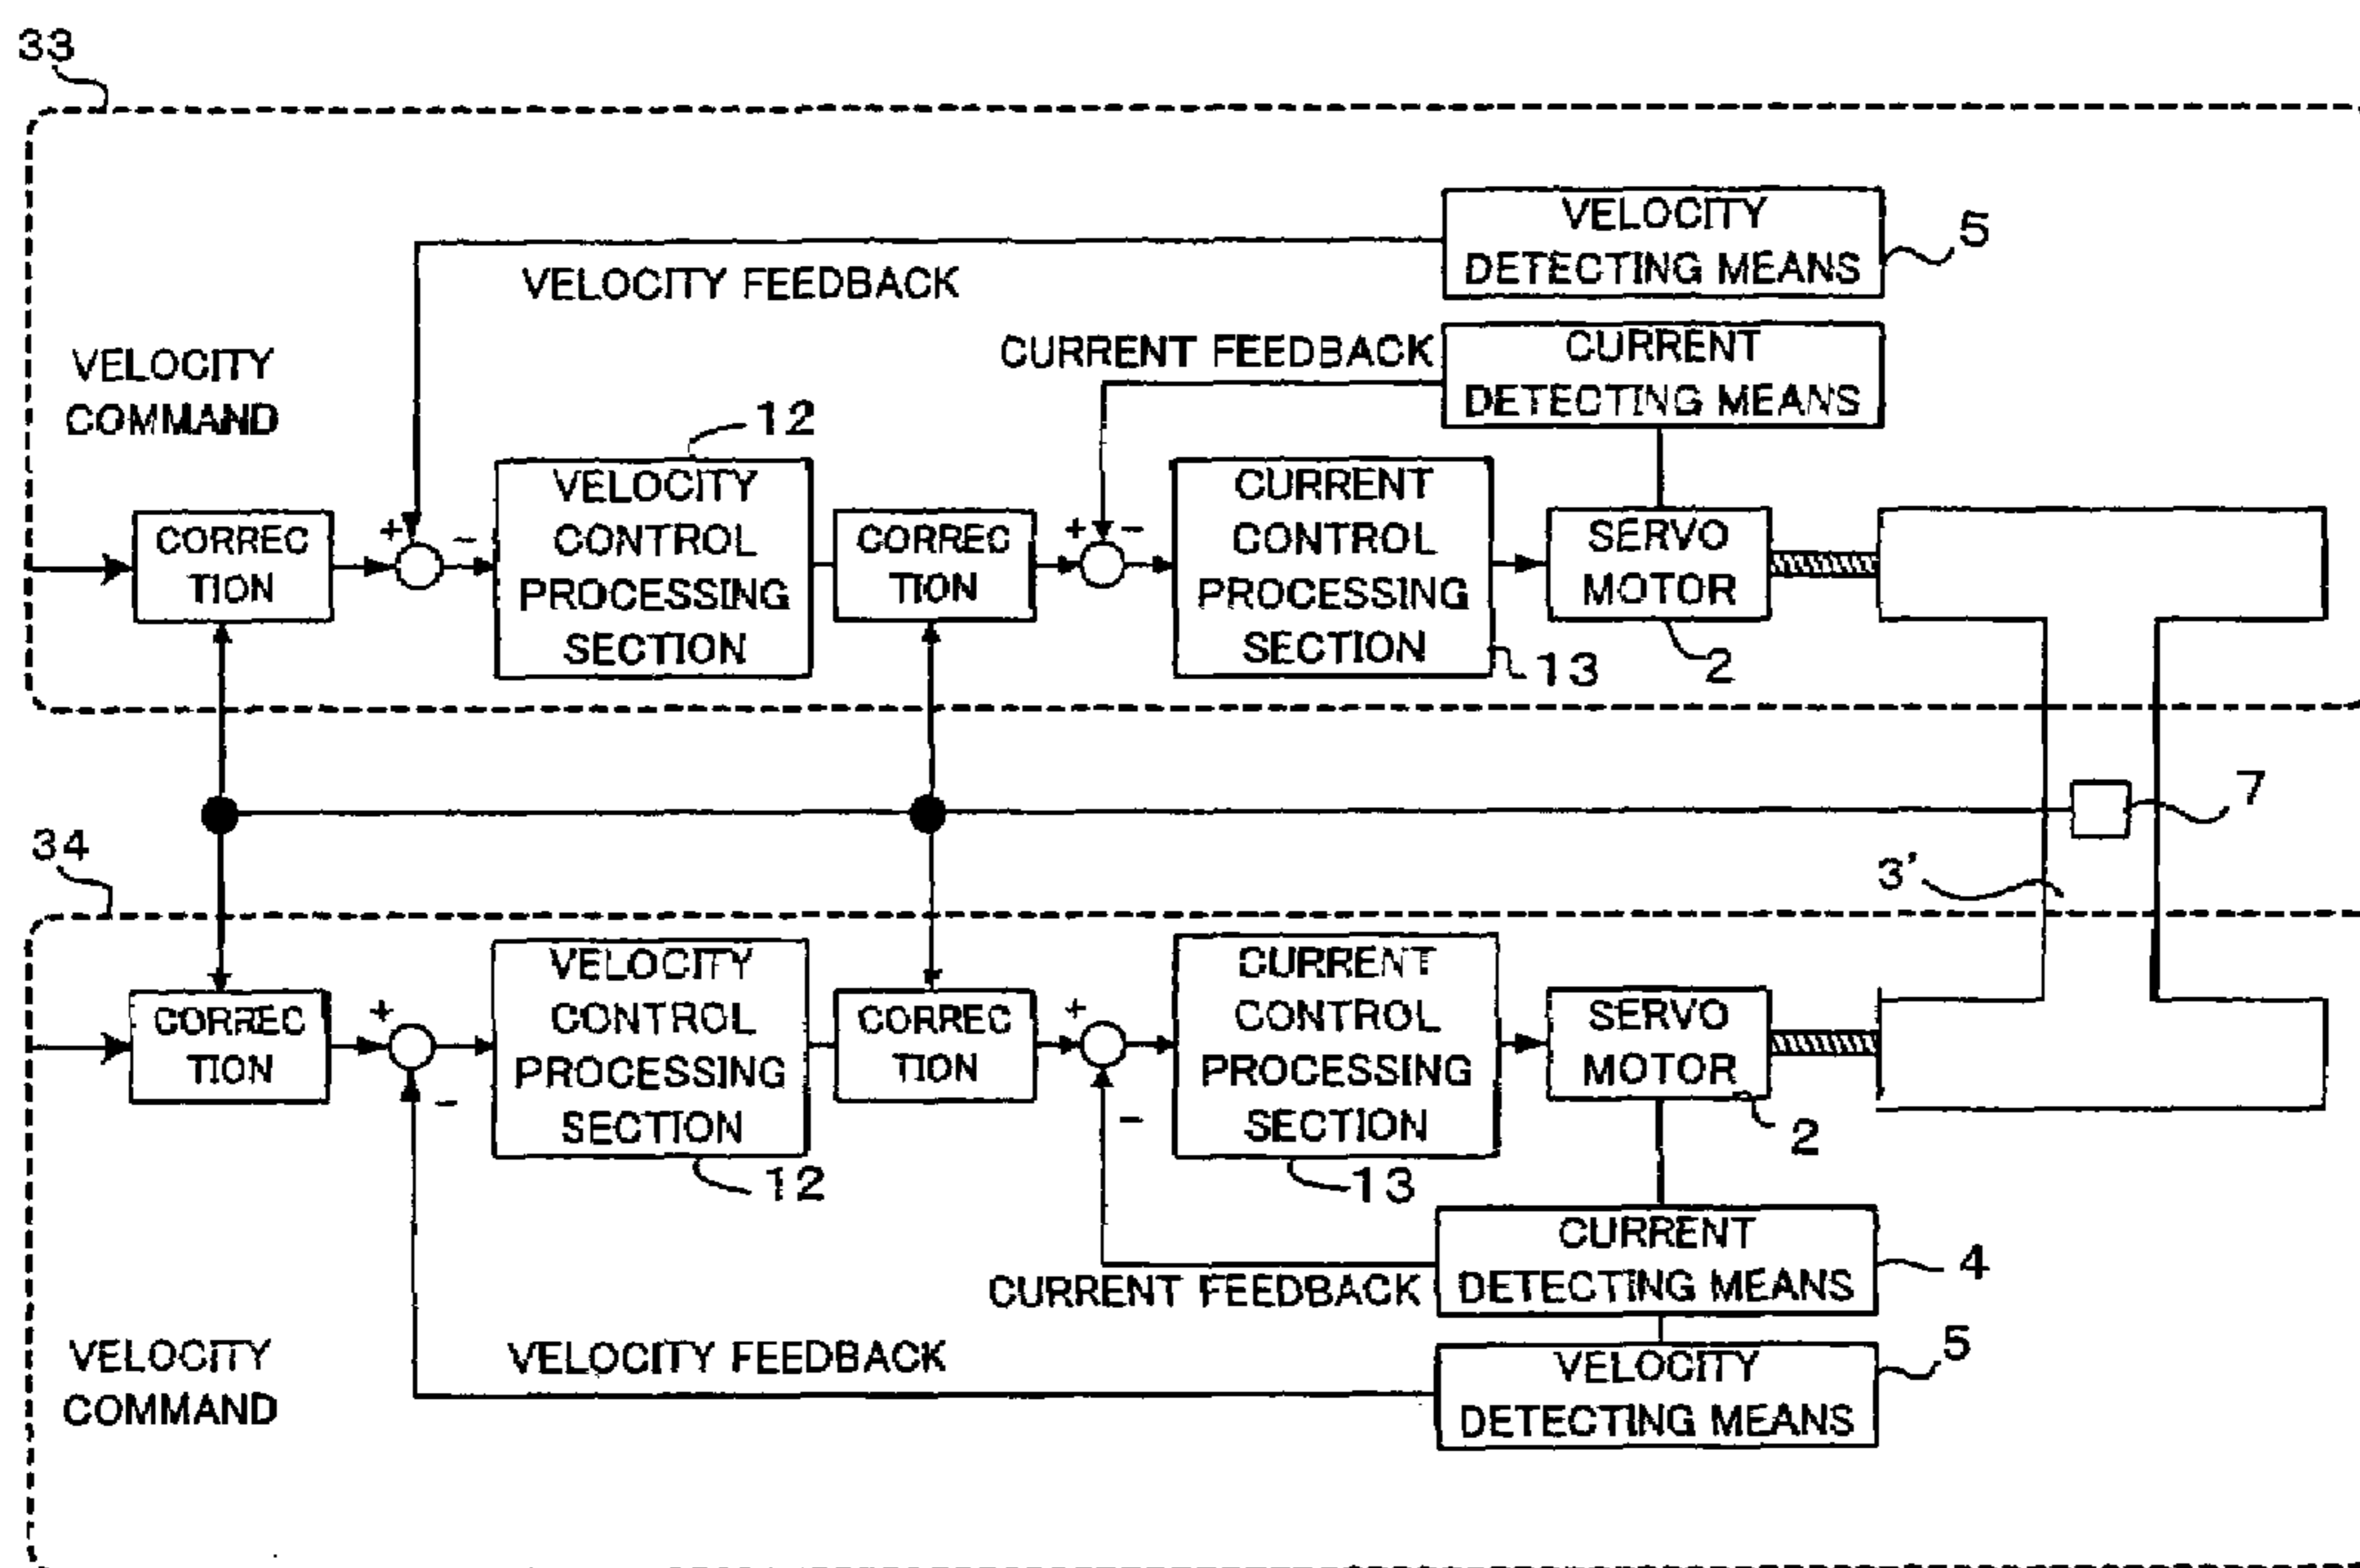 33
VELOCITY
DETECTING MEANS
5
VELOCITY FEEDBACK
CURRENT FEEDBACK
CURRENT
DETECTING MEANS
VELOCITY
COMMAND
12
CORREC
TION
+
-
VELOCITY
CONTROL
PROCESSING
SECTION
CORREC
TION
+
-
CURRENT
CONTROL
PROCESSING
SECTION
13
SERVO
MOTOR
2
7
3'
34
CORREC
TION
+
-
VELOCITY
CONTROL
PROCESSING
SECTION
12
CORREC
TION
+
-
CURRENT
CONTROL
PROCESSING
SECTION
13
SERVO
MOTOR
2
CURRENT
DETECTING MEANS
4
CURRENT FEEDBACK
VELOCITY
COMMAND
VELOCITY FEEDBACK
VELOCITY
DETECTING MEANS
5